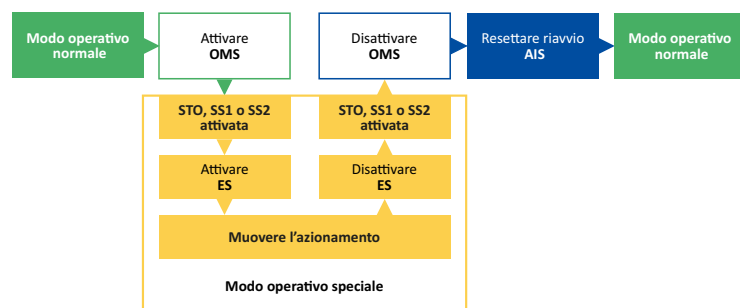 Modo operativo
normale
Attivare
OMS
Disattivare
OMS
Resettare riavvio
AIS
Modo operativo
normale
STO, SS1 o SS2
attivata
STO, SS1 o SS2
attivata
Attivare
ES
Disattivare
ES
Muovere l’azionamento
Modo operativo speciale